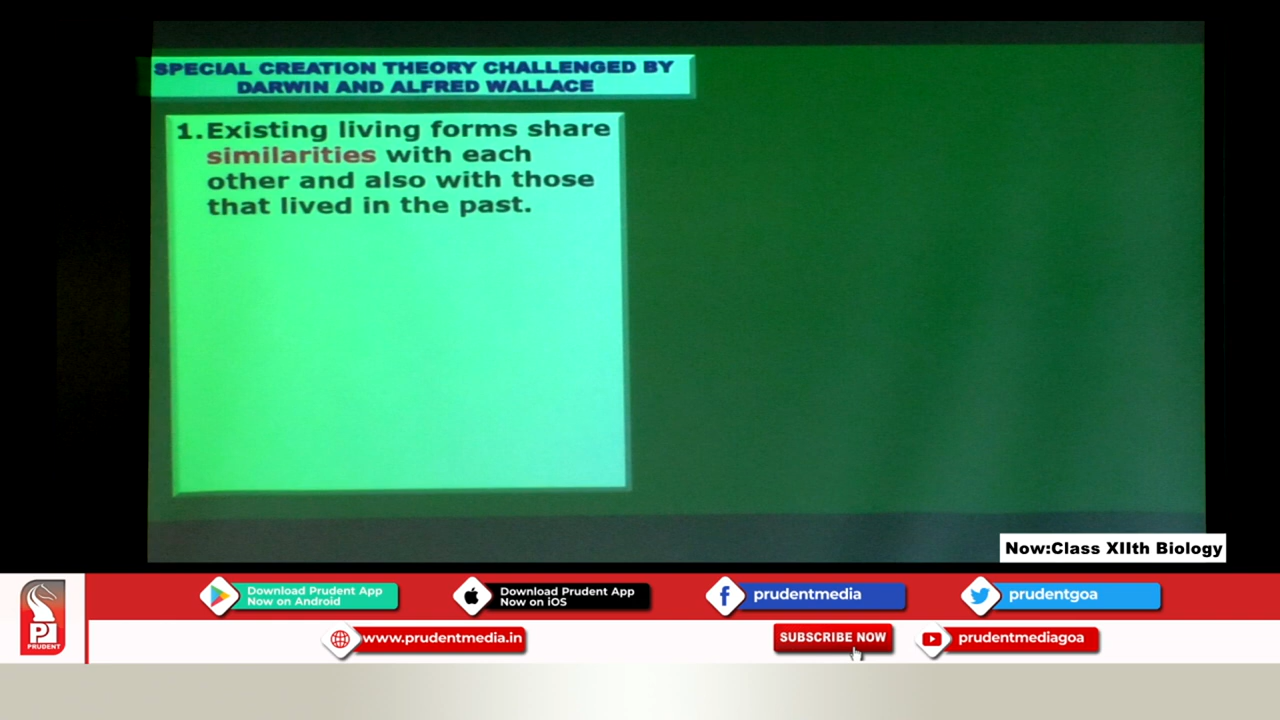 SPECIAL CREATION THEORY CHALLENGED BY
DARWIN AND ALFRED WALLACE
1.Existing living forms share
similarities with each
other and also with those
that lived in the past.
Now:Class XIIth Biology
Download Prudent App
Now on Android
Download Prudent App
Now on iOS
prudentmedia
prudentgoa
PRUDENT
www.prudentmedia.in
SUBSCRIBE NOW
prudentmediagoa